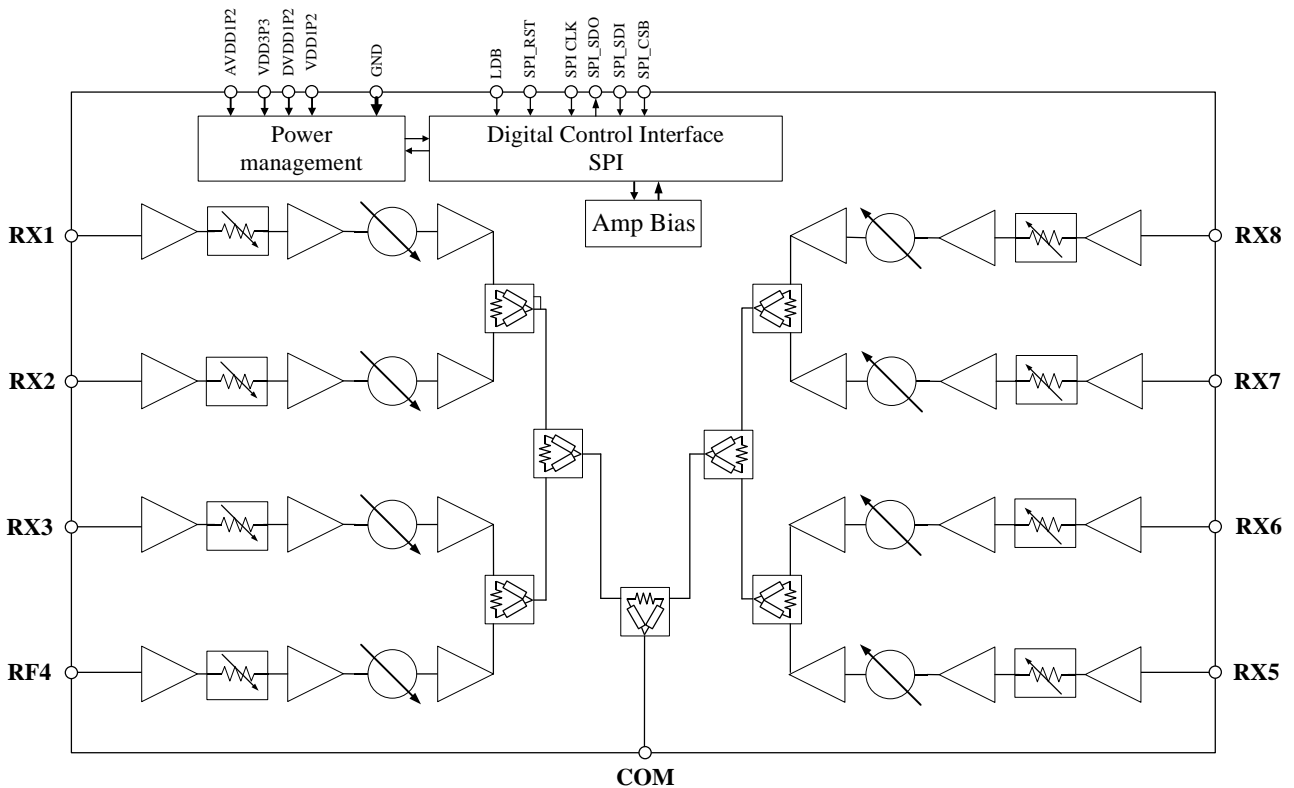 AVDD1P2
VDD3P3
DVDD1P2
VDD1P2
GND
LDB
SPI_RST
SPI CLK
SPI_SDO
SPI_SDI
SPI_CSB
Power
management
Digital Control Interface
SPI
Amp Bias
RX1
RX8
RX2
RX7
RX3
RX6
RF4
RX5
COM